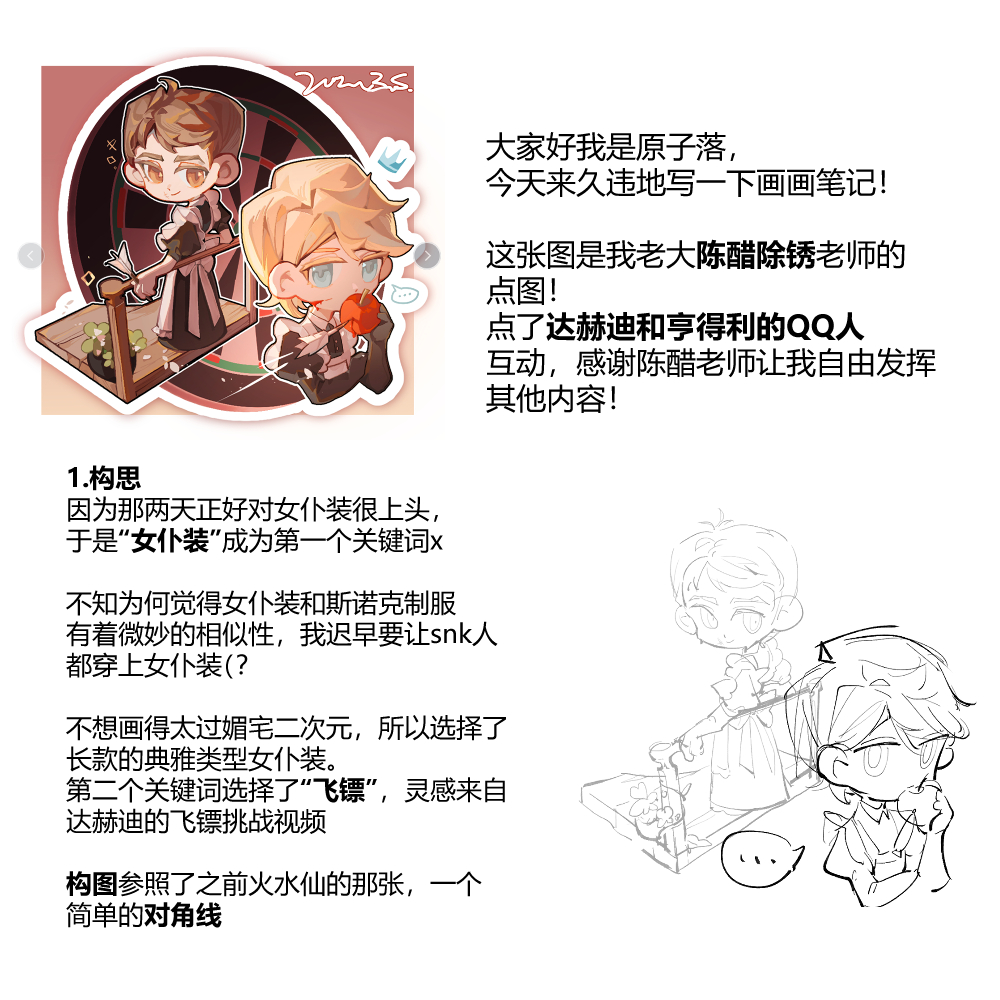 大家好我是原子落，
今天来久违地写一下画画笔记！
这张图是我老大陈醋除锈老师的
点图！
点了达赫迪和亨得利的QQ人
互动，感谢陈醋老师让我自由发挥
其他内容！
1.构思
因为那两天正好对女仆装很上头，
于是“女仆装”成为第一个关键词x
不知为何觉得女仆装和斯诺克制服
有着微妙的相似性，我迟早要让snk人
都穿上女仆装(？
不想画得太过媚宅二次元，所以选择了
长款的典雅类型女仆装。
第二个关键词选择了“飞镖”，灵感来自
达赫迪的飞镖挑战视频
构图参照了之前火水仙的那张，一个
简单的对角线